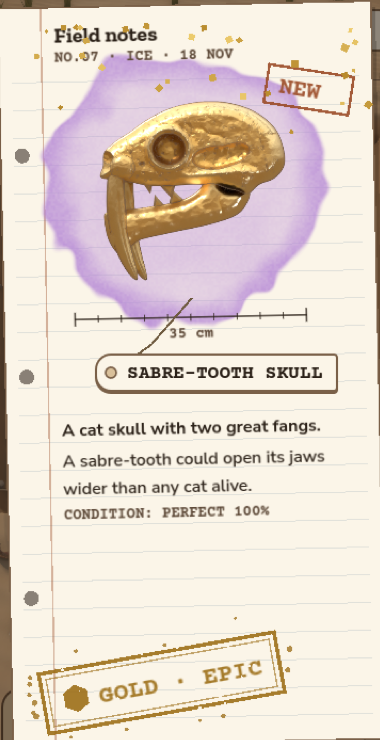 Field notes
NO.07 · ICE · 18 NOV
NEW
35 cm
SABRE-TOOTH SKULL
A cat skull with two great fangs.
A sabre-tooth could open its jaws
wider than any cat alive.
CONDITION: PERFECT 100%
GOLD · EPIC